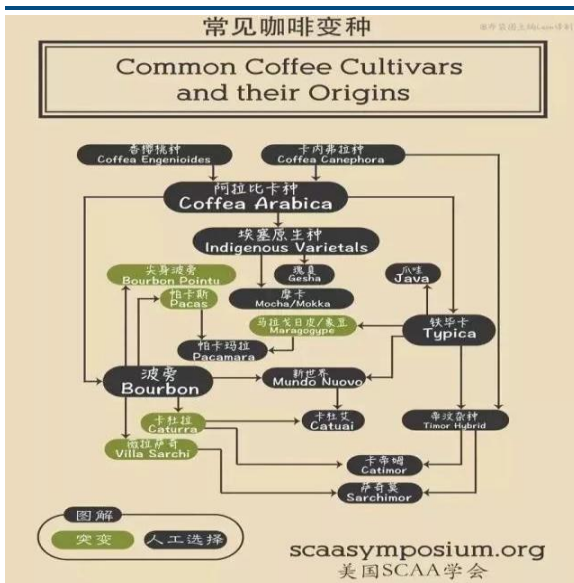 常见咖啡变种
Common Coffee Cultivars
and their Origins
杏缨桃种
Coffea Engenioides
卡内弗拉种
Coffea Canephora
阿拉比卡种
Coffea Arabica
埃塞原生种
Indigenous Varietals
尖身波旁
Bourbon Pointu
瑰夏
Gesha
爪哇
Java
帕卡斯
Pacas
摩卡
Mocha/Mokka
马拉戈日皮/象豆
Maragogype
铁毕卡
Typica
帕卡玛拉
Pacamara
波旁
Bourbon
新世界
Mundo Nuovo
卡杜拉
Caturra
卡杜艾
Catuai
帝汶杂种
Timor Hybrid
薇拉萨奇
Villa Sarchi
卡帝姆
Catimor
萨奇莫
Sarchimor
图解
突变
人工选择
scaasymposium.org
美国SCAA学会